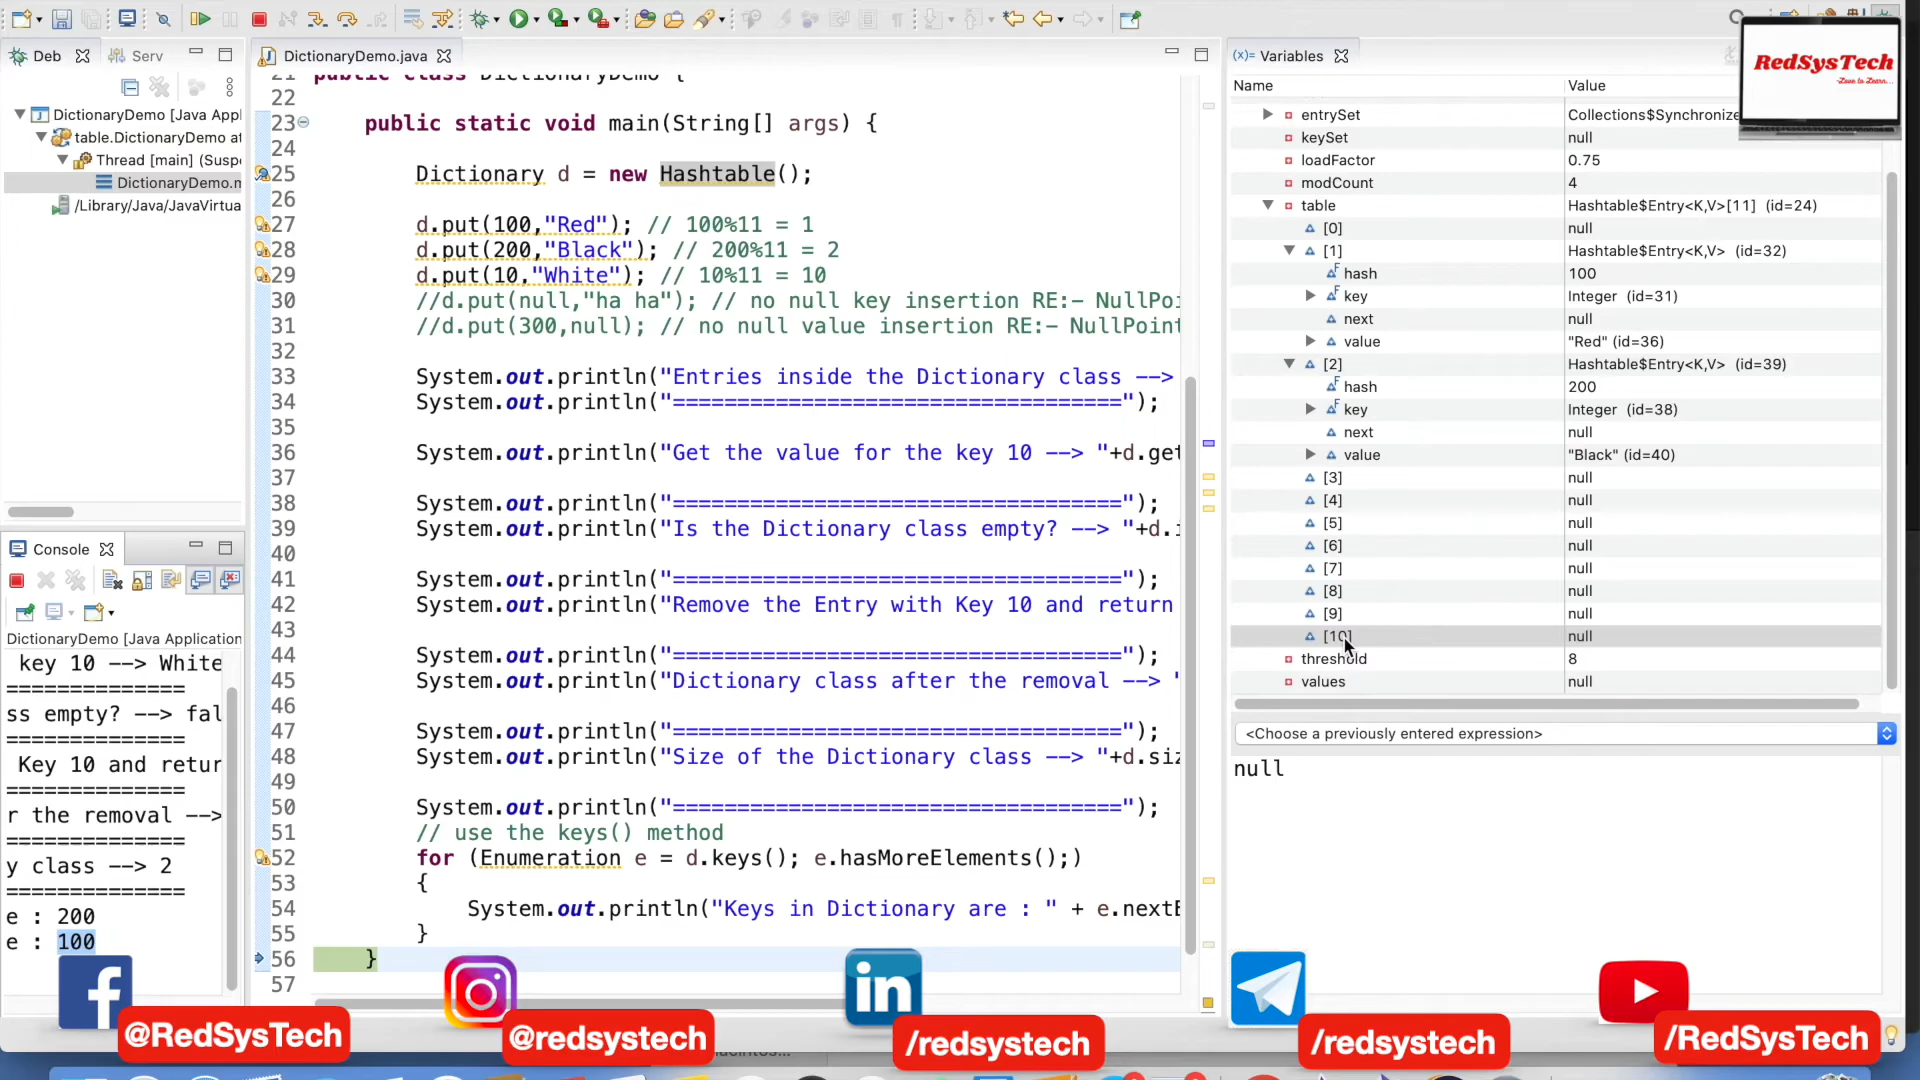 Deb
Serv
DictionaryDemo [Java Appl
table.DictionaryDemo at
Thread [main] (Suspe
DictionaryDemo.m
/Library/Java/JavaVirtua
DictionaryDemo.java
22
23 public static void main(String[] args) {
24
25 Dictionary d = new Hashtable();
26
27 d.put(100,"Red"); // 100%11 = 1
28 d.put(200,"Black"); // 200%11 = 2
29 d.put(10,"White"); // 10%11 = 10
30 //d.put(null,"ha ha"); // no null key insertion RE:- NullPoi
31 //d.put(300,null); // no null value insertion RE:- NullPoint
32
33 System.out.println("Entries inside the Dictionary class -->
34 System.out.println("===================================");
35
36 System.out.println("Get the value for the key 10 --> "+d.get
37
38 System.out.println("===================================");
39 System.out.println("Is the Dictionary class empty? --> "+d.i
40
41 System.out.println("===================================");
42 System.out.println("Remove the Entry with Key 10 and return
43
44 System.out.println("===================================");
45 System.out.println("Dictionary class after the removal --> "
46
47 System.out.println("===================================");
48 System.out.println("Size of the Dictionary class --> "+d.siz
49
50 System.out.println("===================================");
51 // use the keys() method
52 for (Enumeration e = d.keys(); e.hasMoreElements();)
53 {
54 System.out.println("Keys in Dictionary are : " + e.nextE
55 }
56 }
57
Console
DictionaryDemo [Java Application
key 10 --> White
==============
ss empty? --> fal
==============
Key 10 and retur
==============
r the removal -->
==============
y class --> 2
==============
e : 200
e : 100
(x)= Variables
Name Value
entrySet Collections$Synchronize
keySet null
loadFactor 0.75
modCount 4
table Hashtable$Entry<K,V>[11] (id=24)
[0] null
[1] Hashtable$Entry<K,V> (id=32)
hash 100
key Integer (id=31)
next null
value "Red" (id=36)
[2] Hashtable$Entry<K,V> (id=39)
hash 200
key Integer (id=38)
next null
value "Black" (id=40)
[3] null
[4] null
[5] null
[6] null
[7] null
[8] null
[9] null
[10] null
threshold 8
values null
<Choose a previously entered expression>
null
RedSysTech
-Love to Learn...
@RedSysTech
@redsystech
/redsystech
/redsystech
/RedSysTech